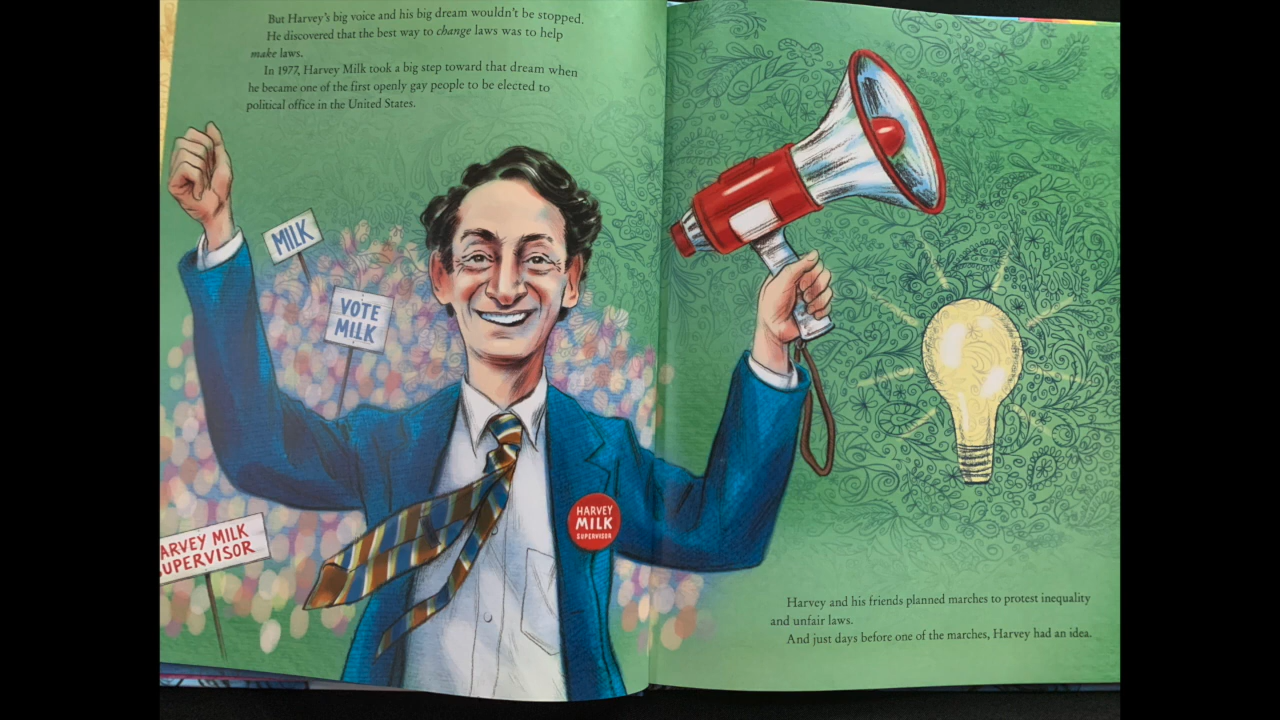 But Harvey's big voice and his big dream wouldn't be stopped.
He discovered that the best way to change laws was to help
make laws.
In 1977, Harvey Milk took a big step toward that dream when
he became one of the first openly gay people to be elected to
political office in the United States.
MILK
VOTE
MILK
ARVEY MILK
SUPERVISOR
HARVEY
MILK
SUPERVISOR
Harvey and his friends planned marches to protest inequality
and unfair laws.
And just days before one of the marches, Harvey had an idea.